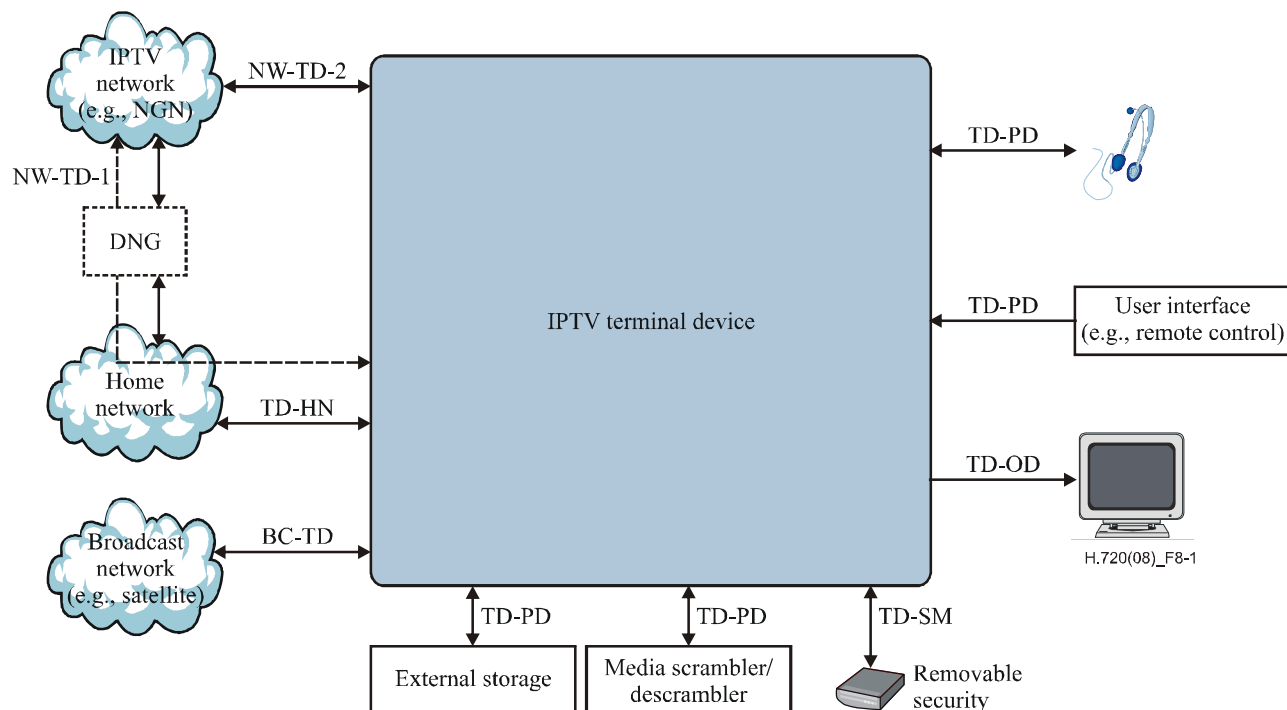 IPTV
network
(e.g., NGN)
NW-TD-2
NW-TD-1
DNG
Home
network
TD-HN
Broadcast
network
(e.g., satellite)
BC-TD
IPTV terminal device
TD-PD
TD-PD
User interface
(e.g., remote control)
TD-OD
H.720(08)_F8-1
TD-PD
TD-PD
TD-SM
External storage
Media scrambler/
descrambler
Removable
security